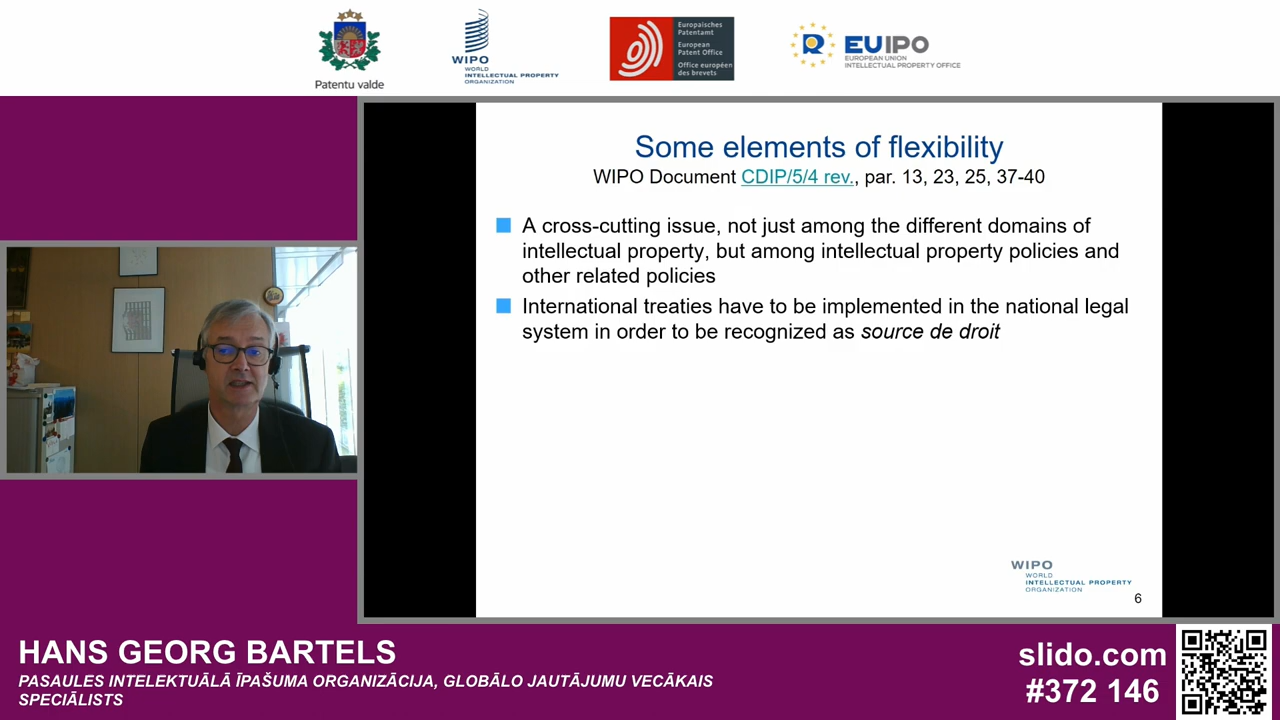 Patentu valde
WIPO
WORLD
INTELLECTUAL PROPERTY
ORGANIZATION
Europäisches
Patentamt
European
Patent Office
Office européen
des brevets
EUIPO
EUROPEAN UNION
INTELLECTUAL PROPERTY OFFICE
Some elements of flexibility
WIPO Document CDIP/5/4 rev., par. 13, 23, 25, 37-40
A cross-cutting issue, not just among the different domains of
intellectual property, but among intellectual property policies and
other related policies
International treaties have to be implemented in the national legal
system in order to be recognized as source de droit
WIPO
WORLD
INTELLECTUAL PROPERTY
ORGANIZATION
6
HANS GEORG BARTELS
PASAULES INTELEKTUĀLĀ ĪPAŠUMA ORGANIZĀCIJA, GLOBĀLO JAUTĀJUMU VECĀKAIS
SPECIĀLISTS
slido.com
#372 146